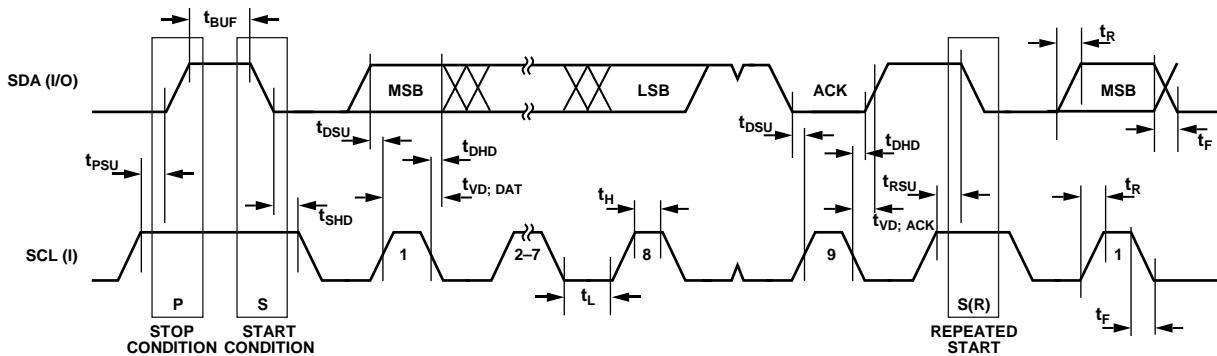 tBUF
tR
SDA (I/O)
MSB
LSB
ACK
MSB
tDSU
tDHD
tDSU
tDHD
tF
tPSU
tVD; DAT
tH
tRSU
tR
tSHD
tVD; ACK
SCL (I)
1
2–7
8
9
1
P
S
tL
S(R)
tF
STOP
CONDITION
START
CONDITION
REPEATED
START